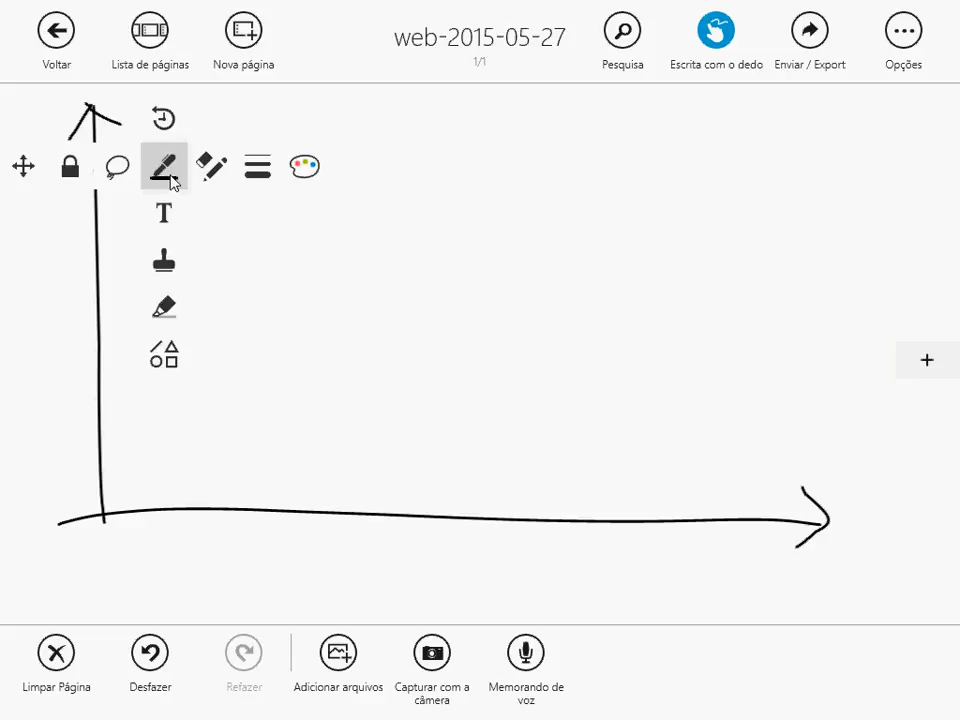 web-2015-05-27
1/1
Voltar
Lista de páginas
Nova página
Pesquisa
Escrita com o dedo
Enviar / Export
Opções
T
+
Limpar Página
Desfazer
Refazer
Adicionar arquivos
Capturar com a
câmera
Memorando de
voz